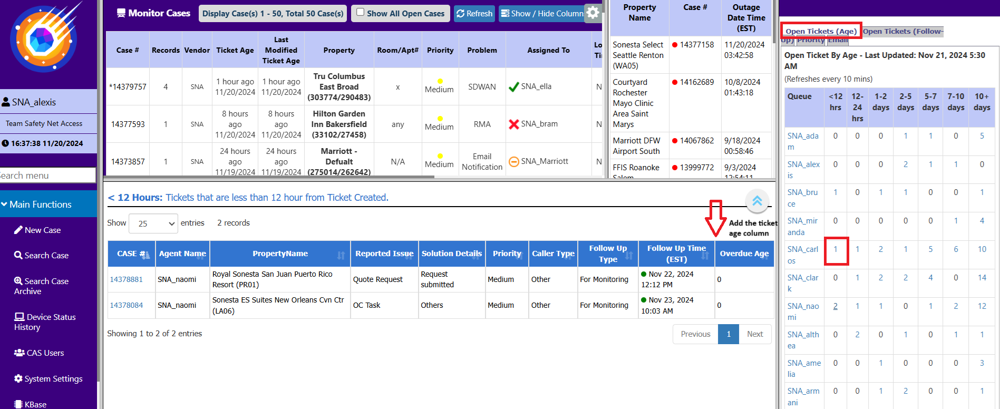 SNA_alexis
Team Safety Net Access
16:37:38 11/20/2024
Search menu
Main Functions
New Case
Search Case
Search Case
Archive
Device Status
History
CAS Users
System Settings
KBase
Monitor Cases
Display Case(s) 1 - 50, Total 50 Case(s)
Show All Open Cases
Refresh
Show / Hide Column
Case # Records Vendor Ticket Age Last Modified Ticket Age Property Room/Apt# Priority Problem Assigned To Lo Tin
*14379757 4 SNA 1 hour ago 11/20/2024 1 hour ago 11/20/2024 Tru Columbus East Broad (303774/290483) x Medium SDWAN SNA_ella N
14377593 1 SNA 8 hours ago 11/20/2024 8 hours ago 11/20/2024 Hilton Garden Inn Bakersfield (33102/27458) any Medium RMA SNA_bram N
14373857 1 SNA 24 hours ago 11/19/2024 24 hours ago 11/19/2024 Marriott - Defualt (275014/262642) N/A Medium Email Notification SNA_Marriott N
Property Name Case # Outage Date Time (EST)
Sonesta Select Seattle Renton (WA05) 14377158 11/20/2024 03:42:58
Courtyard Rochester Mayo Clinic Area Saint Marys 14162689 10/8/2024 01:43:18
Marriott DFW Airport South 14067862 9/18/2024 00:58:46
FFIS Roanoke Salem 13999772 9/3/2024 12:54:11
< 12 Hours: Tickets that are less than 12 hour from Ticket Created.
Show 25 entries 2 records
Add the ticket
age column
CASE # Agent Name PropertyName Reported Issue Solution Details Priority Caller Type Follow Up Type Follow Up Time (EST) Overdue Age
14378881 SNA_naomi Royal Sonesta San Juan Puerto Rico Resort (PR01) Quote Request Request submitted Medium Other For Monitoring Nov 22, 2024 12:12 PM 0
14378084 SNA_naomi Sonesta ES Suites New Orleans Cvn Ctr (LA06) OC Task Others Medium Other For Monitoring Nov 23, 2024 10:03 AM 0
Showing 1 to 2 of 2 entries
Previous 1 Next
Open Tickets (Age) Open Tickets (Follow-
Up) Priority Email
Open Ticket By Age - Last Updated: Nov 21, 2024 5:30
AM
(Refreshes every 10 mins)
Queue <12 hrs 12-24 hrs 1-2 days 2-5 days 5-7 days 7-10 days 10+ days
SNA_adam 0 0 0 1 1 0 5
SNA_alexis 0 0 0 2 1 1 0
SNA_bruce 1 0 1 1 0 0 1
SNA_miranda 0 0 0 0 0 1 4
SNA_carlos 1 1 2 1 5 6 10
SNA_clark 0 1 2 2 4 0 14
SNA_naomi 2 1 1 0 1 2 12
SNA_althea 0 2 0 1 0 1 1
SNA_amelia 0 0 1 0 0 0 3
SNA_armani 0 0 1 2 0 0 1